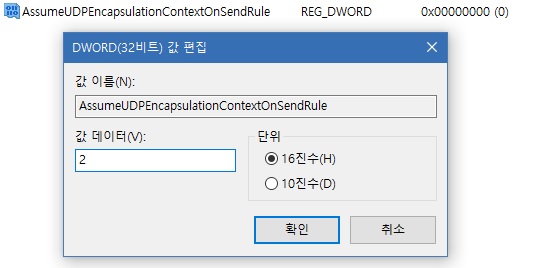 AssumeUDPEncapsulationContextOnSendRule REG_DWORD 0x00000000 (0)
DWORD(32비트) 값 편집
값 이름(N):
AssumeUDPEncapsulationContextOnSendRule
값 데이터(V):
2
단위
16진수(H)
10진수(D)
확인 취소